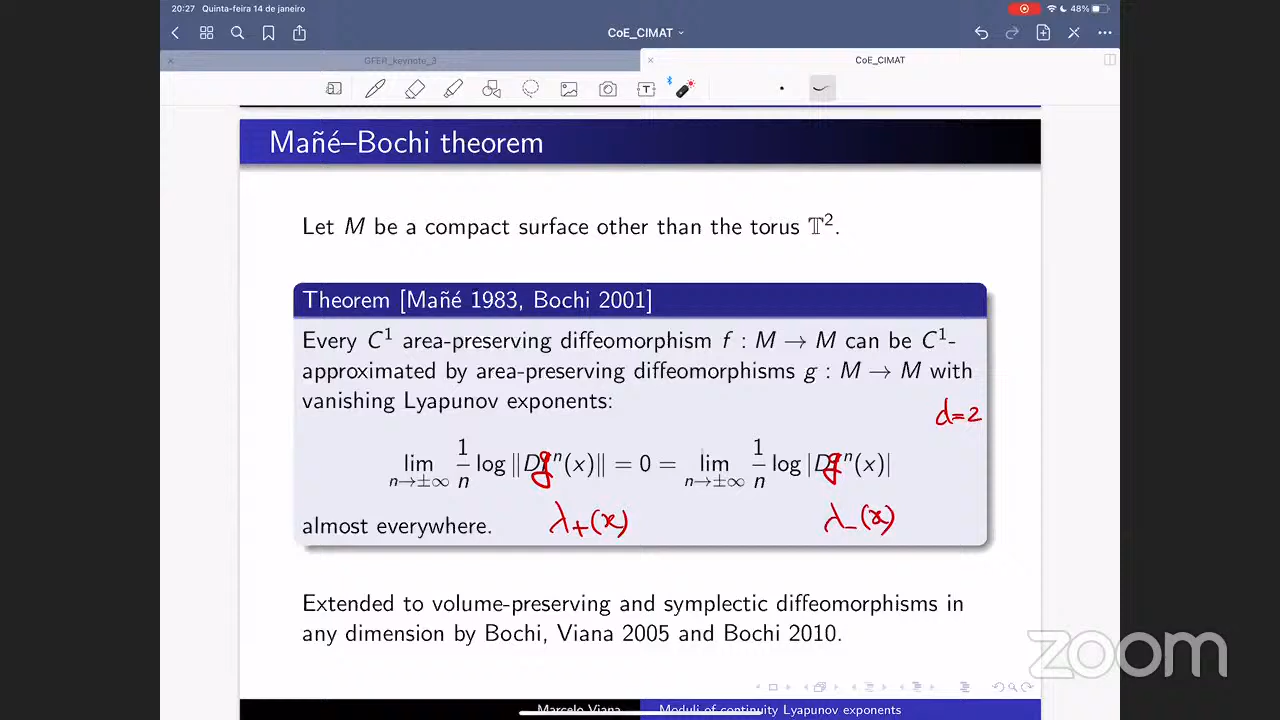 20:27 Quinta-feira 14 de janeiro
48%
CoE_CIMAT
GFER_keynote_3
CoE_CIMAT
T
Mañé–Bochi theorem
Let M be a compact surface other than the torus 𝕋².
Theorem [Mañé 1983, Bochi 2001]
Every C¹ area-preserving diffeomorphism f : M → M can be C¹-
approximated by area-preserving diffeomorphisms g : M → M with
vanishing Lyapunov exponents:
d=2
lim n→±∞ 1/n log ‖Dgⁿ(x)‖ = 0 = lim n→±∞ 1/n log |Dgⁿ(x)|
λ₊(x) λ₋(x)
almost everywhere.
Extended to volume-preserving and symplectic diffeomorphisms in
any dimension by Bochi, Viana 2005 and Bochi 2010.
zoom
Marcelo Viana Moduli of continuity Lyapunov exponents